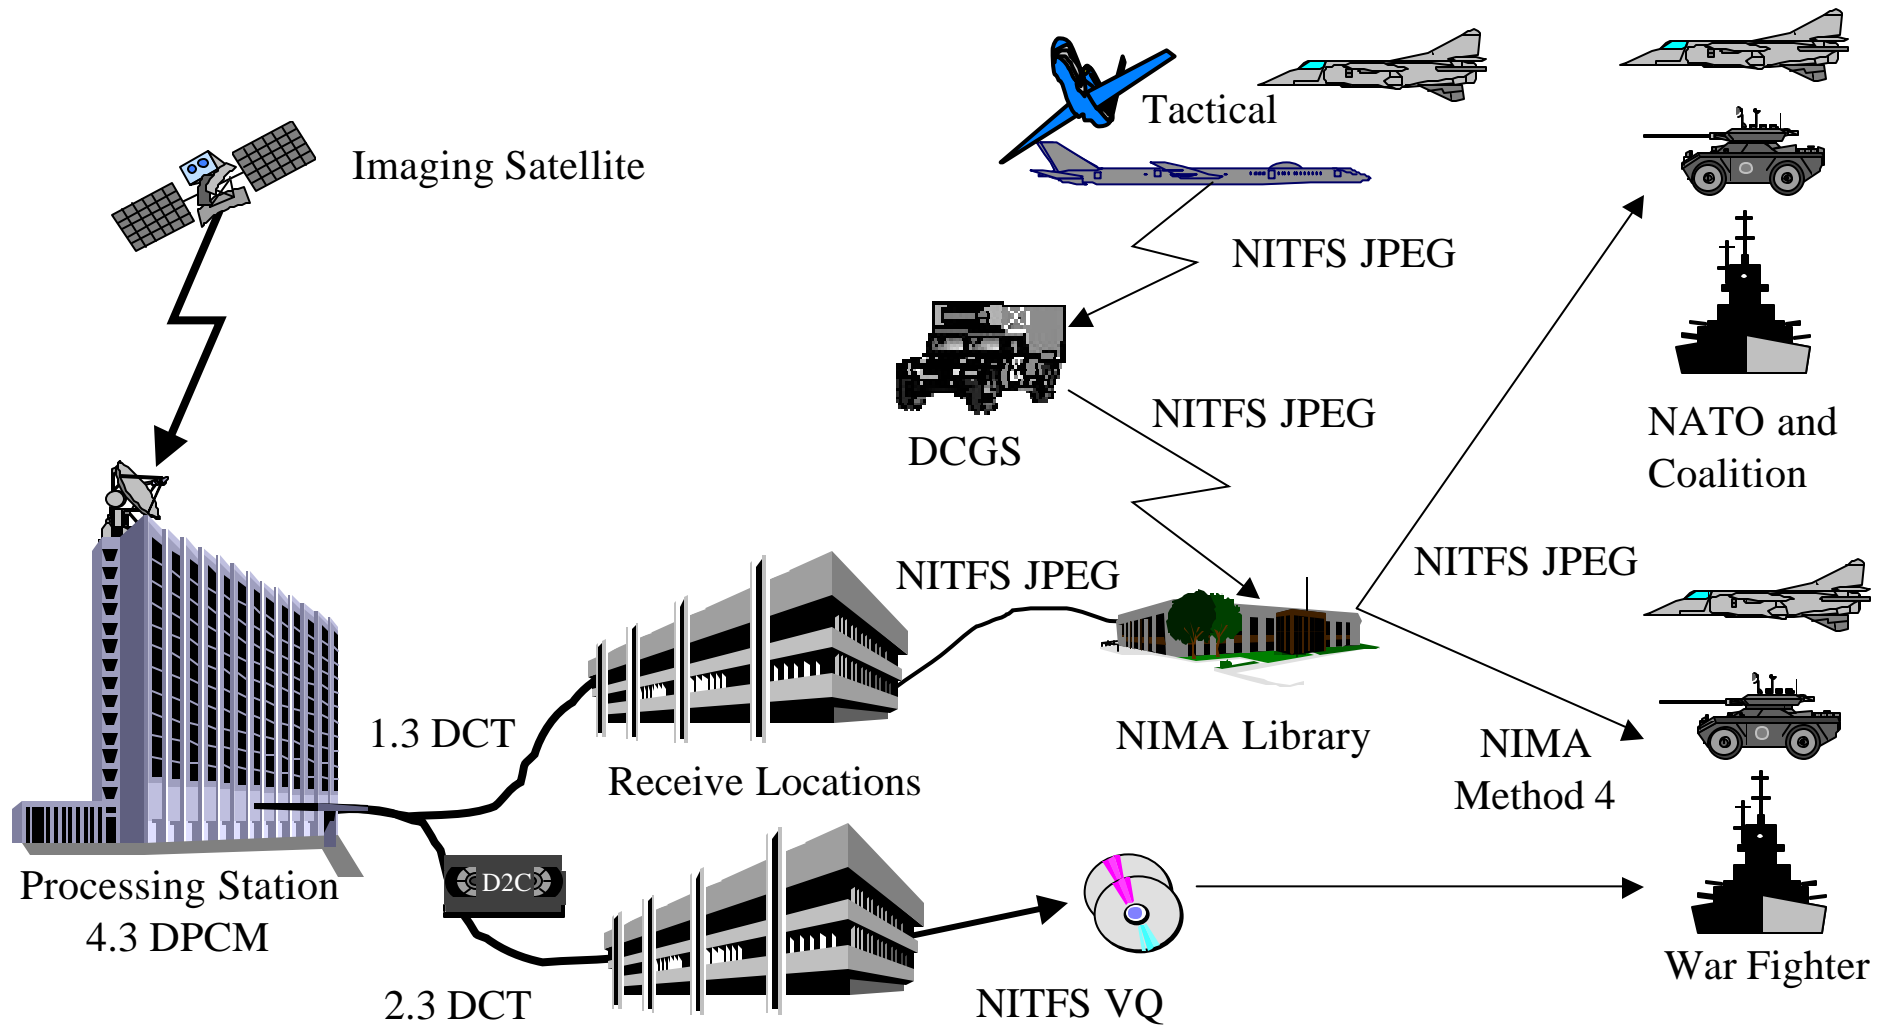 Tactical
Imaging Satellite
NITFS JPEG
NITFS JPEG
DCGS
NATO and
Coalition
NITFS JPEG
NITFS JPEG
1.3 DCT
Receive Locations
NIMA Library
NIMA
Method 4
Processing Station
4.3 DPCM
D2C
2.3 DCT
NITFS VQ
War Fighter